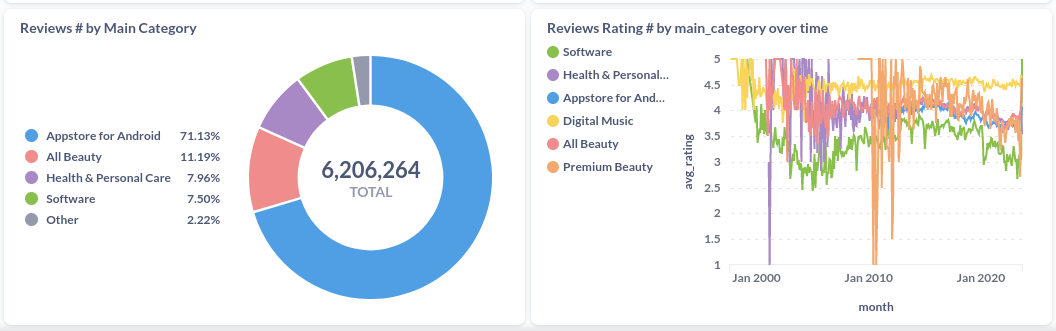 Reviews # by Main Category
Appstore for Android 71.13%
All Beauty 11.19%
Health & Personal Care 7.96%
Software 7.50%
Other 2.22%
6,206,264
TOTAL
Reviews Rating # by main_category over time
Software
Health & Personal...
Appstore for And...
Digital Music
All Beauty
Premium Beauty
avg_rating
5
4.5
4
3.5
3
2.5
2
1.5
1
Jan 2000 Jan 2010 Jan 2020
month